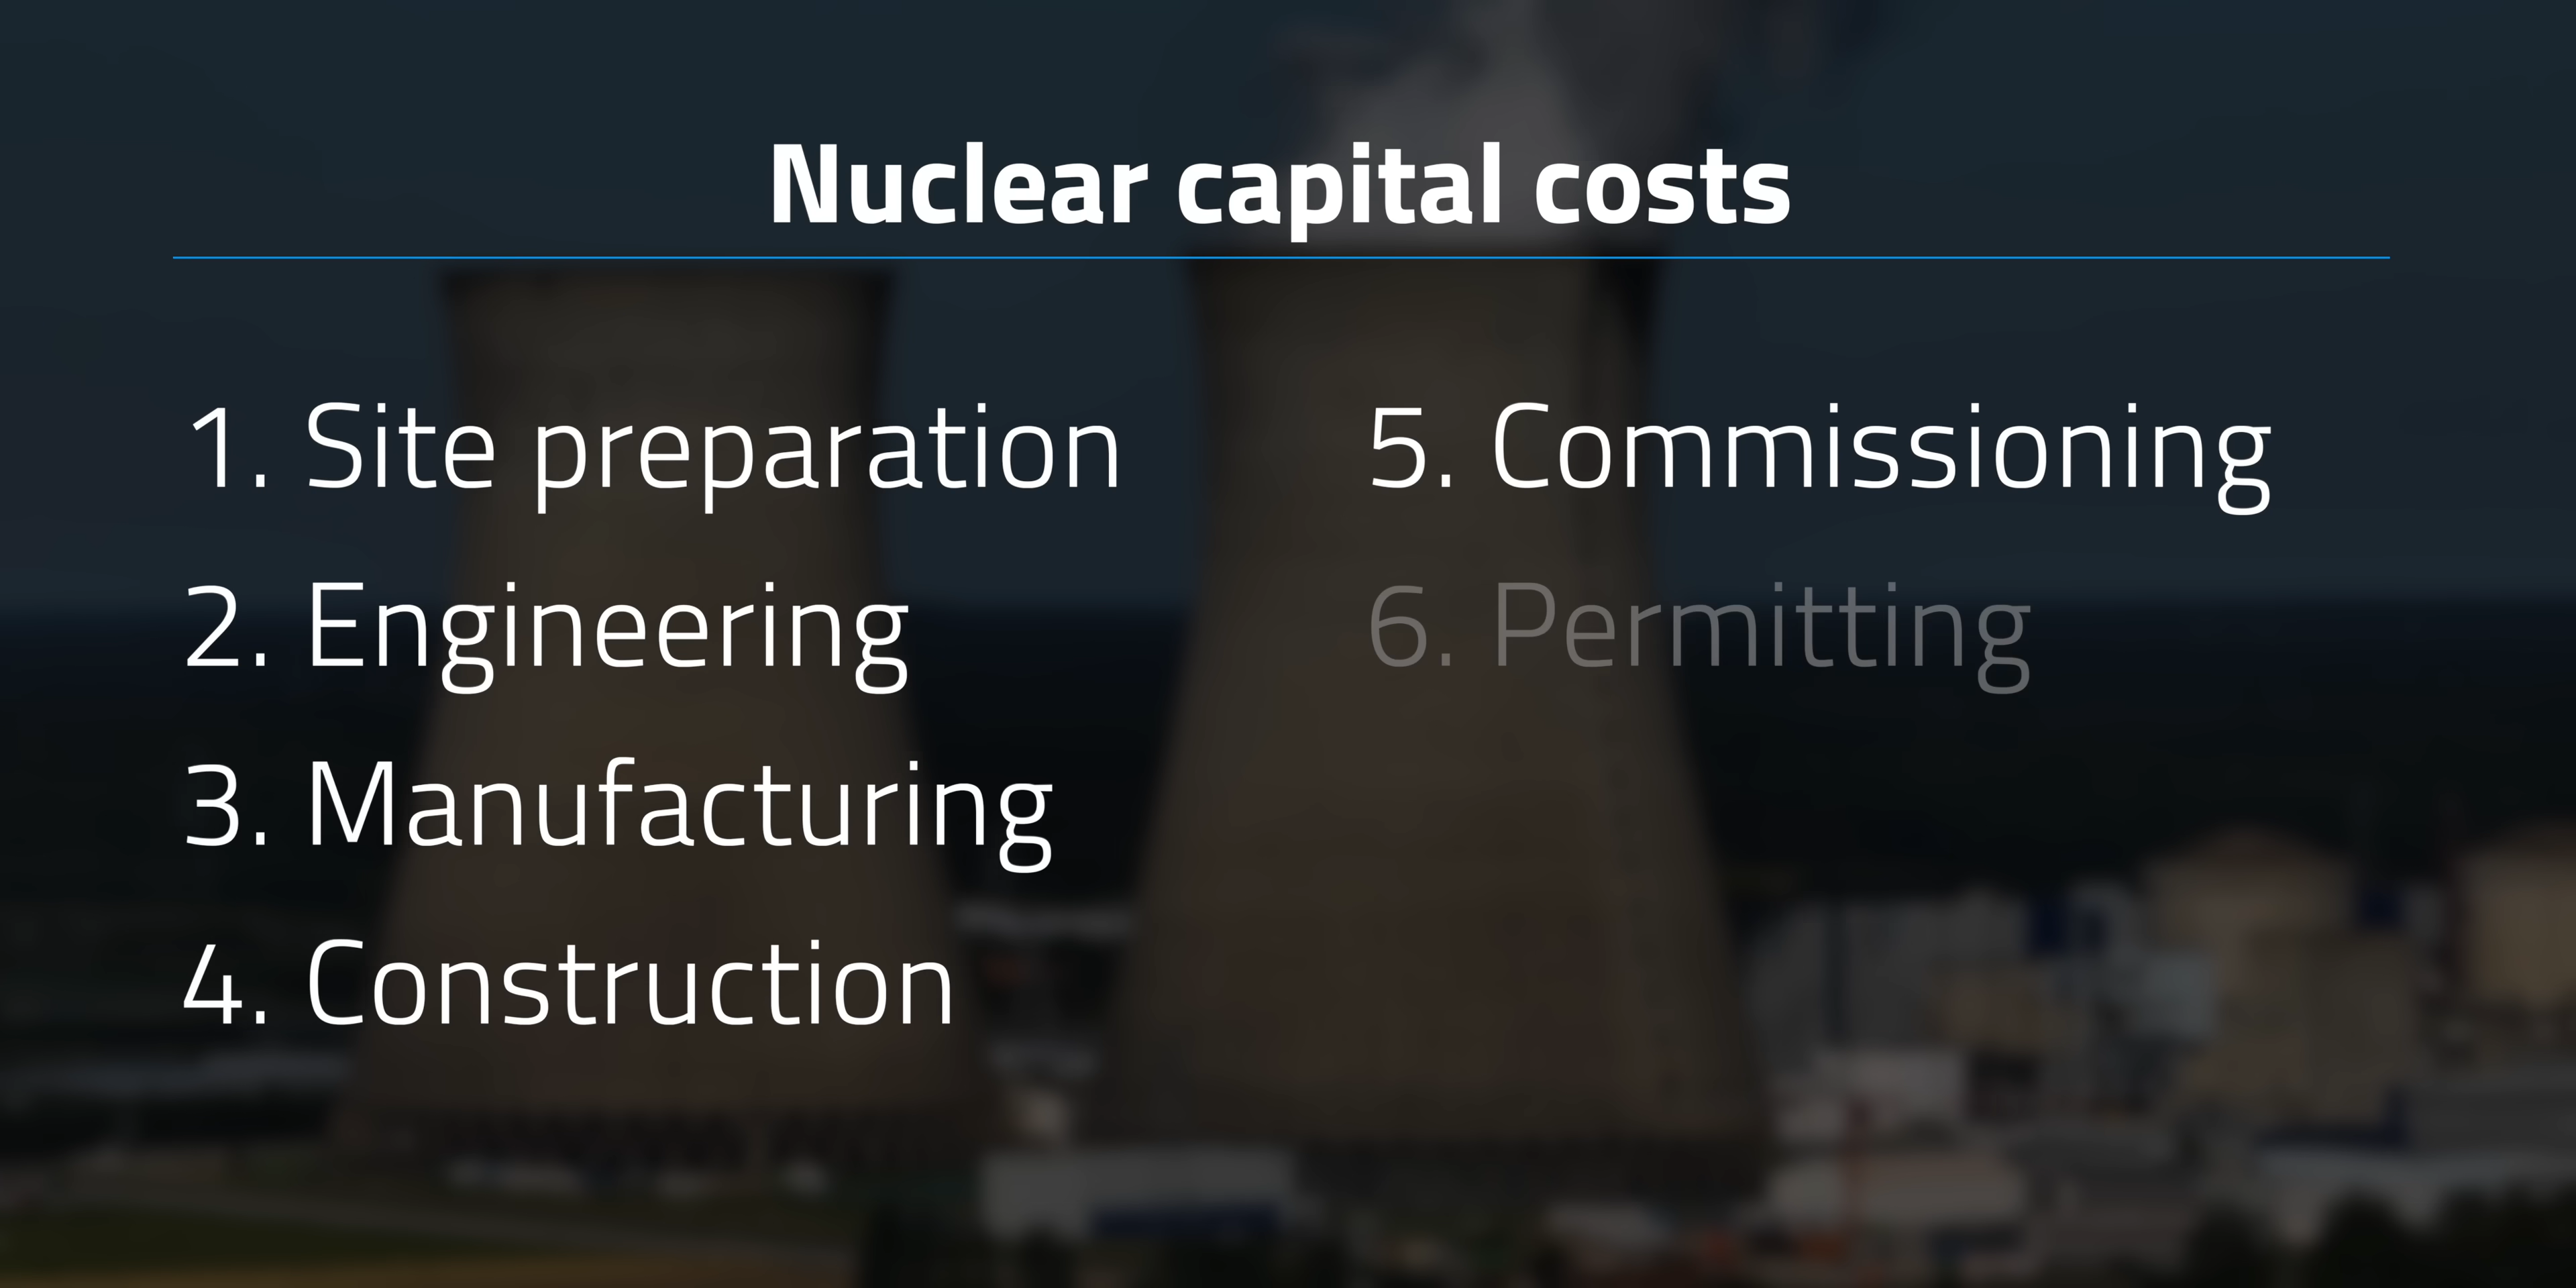 Nuclear capital costs
1. Site preparation
2. Engineering
3. Manufacturing
4. Construction
5. Commissioning
6. Permitting